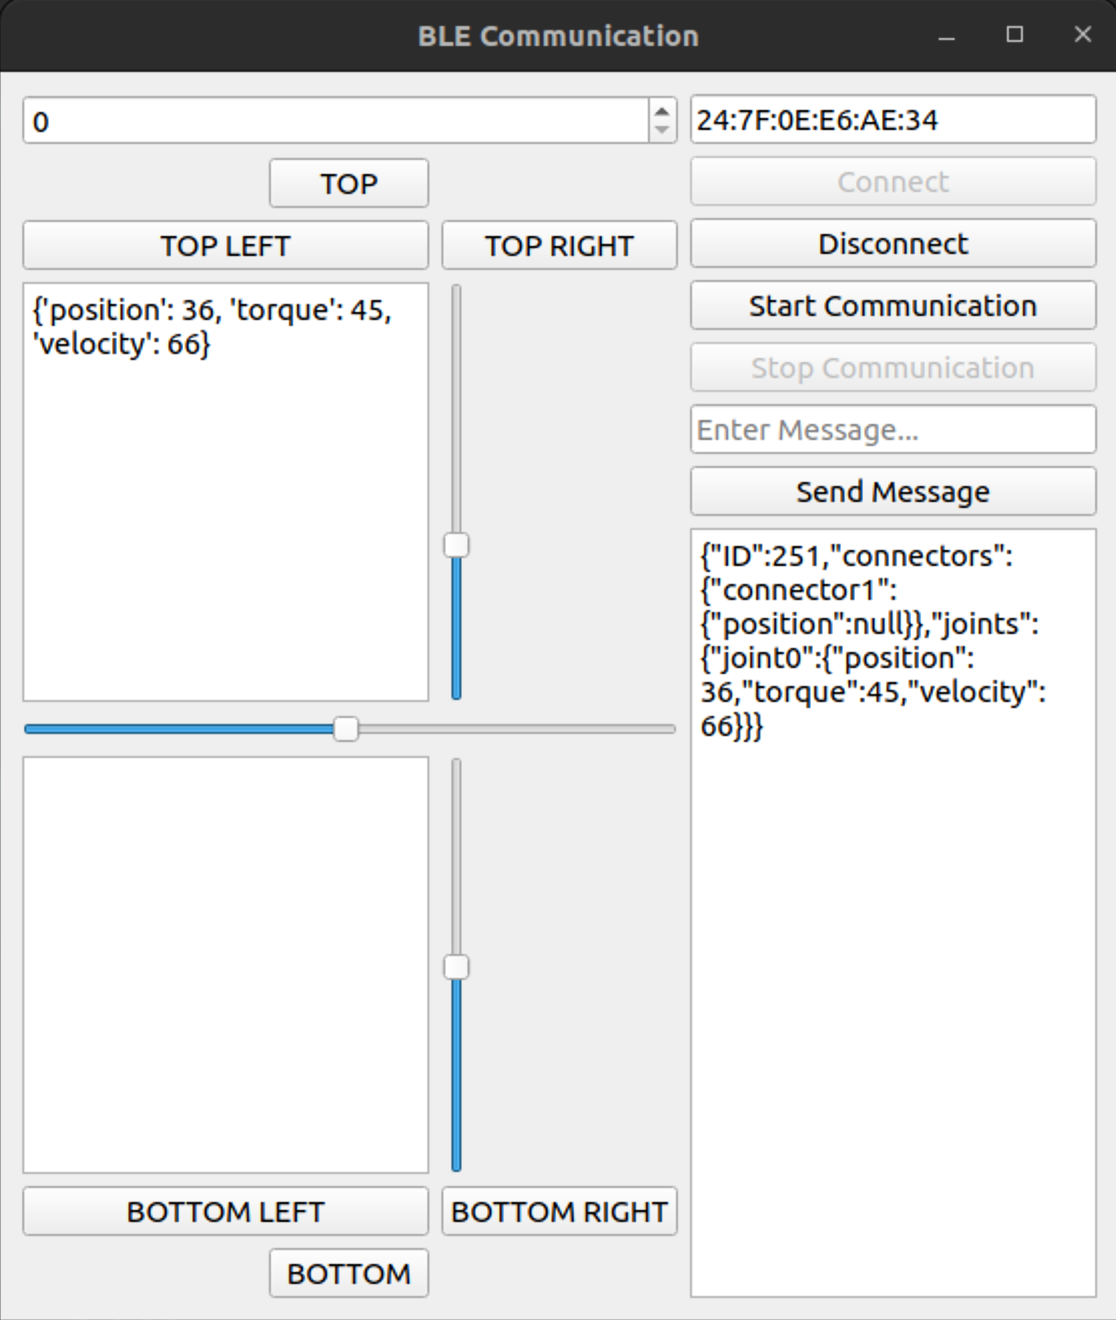 BLE Communication
0
TOP
TOP LEFT
TOP RIGHT
{'position': 36, 'torque': 45,
'velocity': 66}
BOTTOM LEFT
BOTTOM RIGHT
BOTTOM
24:7F:0E:E6:AE:34
Connect
Disconnect
Start Communication
Stop Communication
Enter Message...
Send Message
{"ID":251,"connectors":
{"connector1":
{"position":null}},"joints":
{"joint0":{"position":
36,"torque":45,"velocity":
66}}}